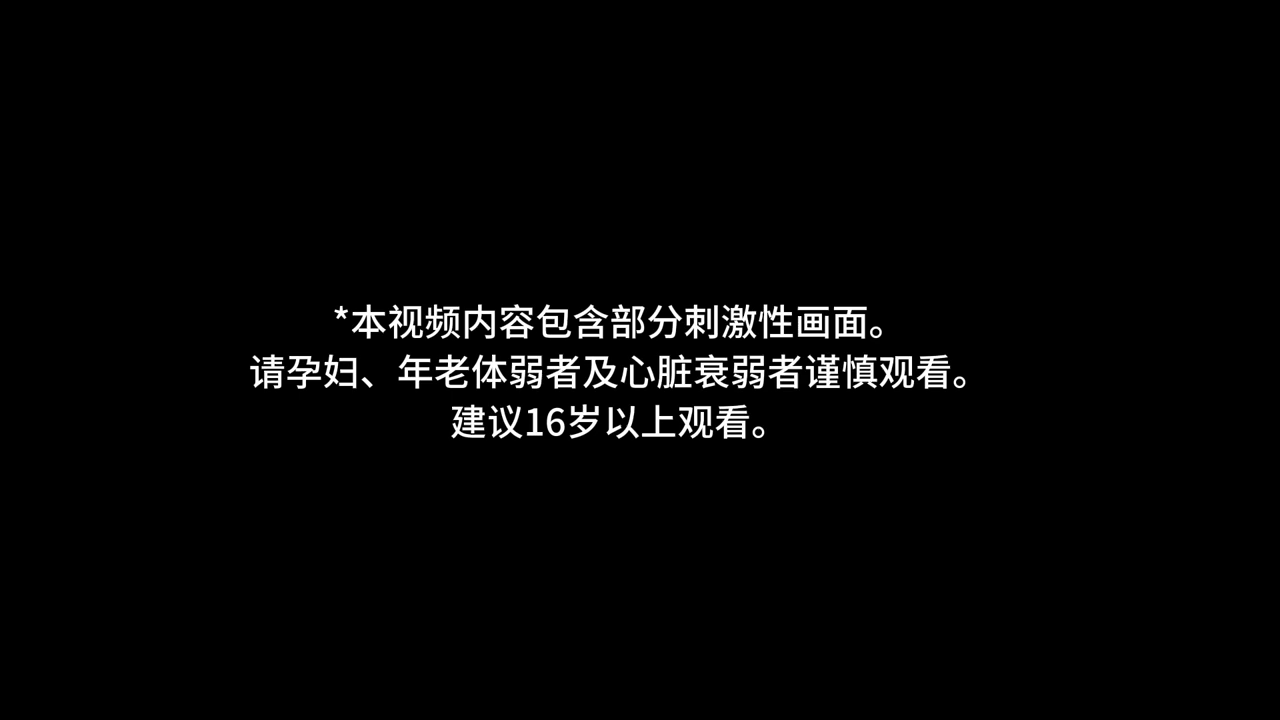 *本视频内容包含部分刺激性画面。
请孕妇、年老体弱者及心脏衰弱者谨慎观看。
建议16岁以上观看。